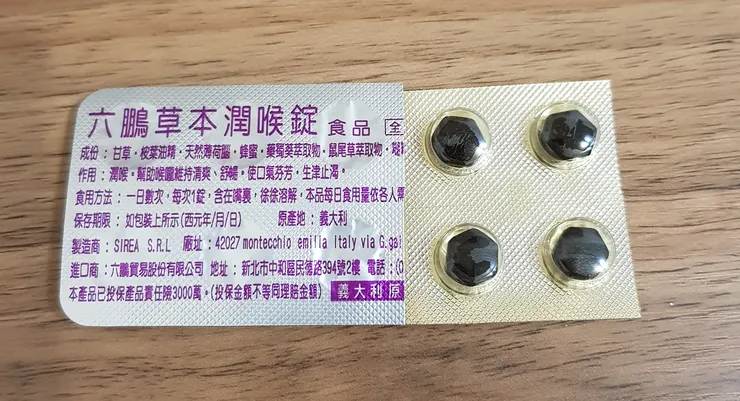 六鵬草本潤喉錠 食品 全
成份：甘草、桉葉油精、天然薄荷腦、蜂蜜、藥蜀葵萃取物、鼠尾草萃取物、
作用：潤喉。幫助喉嚨維持清爽、舒暢。使口氣芬芳，生津止渴。
食用方法：一日數次，每次1錠，含在嘴裏，徐徐溶解，本品每日食用量依各人需
保存期限：如包裝上所示(西元年/月/日) 原產地：義大利
製造商：SIREA S.R.L 廠址：42027 montecchio emilia Italy via G.gal
進口商：六鵬貿易股份有限公司 地址：新北市中和區民德路394號2樓 電話：(0
本產品已投保產品責任險3000萬。(投保金額不等同理賠金額) 義大利原